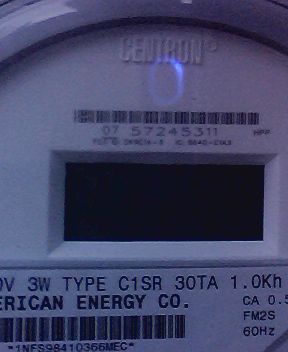 CENTRON®
07 57245311 HPP
0V 3W TYPE C1SR 30TA 1.0Kh
ERICAN ENERGY CO. CA 0.5
FM2S
60Hz
*1NFS98410366MEC*